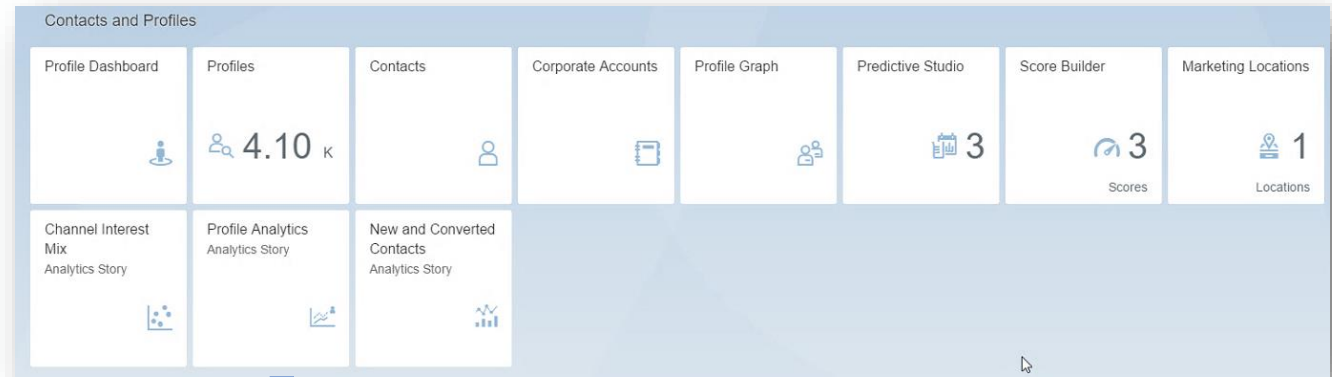 Contacts and Profiles
Profile Dashboard
Profiles
4.10 K
Contacts
Corporate Accounts
Profile Graph
Predictive Studio
3
Score Builder
3
Scores
Marketing Locations
1
Locations
Channel Interest
Mix
Analytics Story
Profile Analytics
Analytics Story
New and Converted
Contacts
Analytics Story